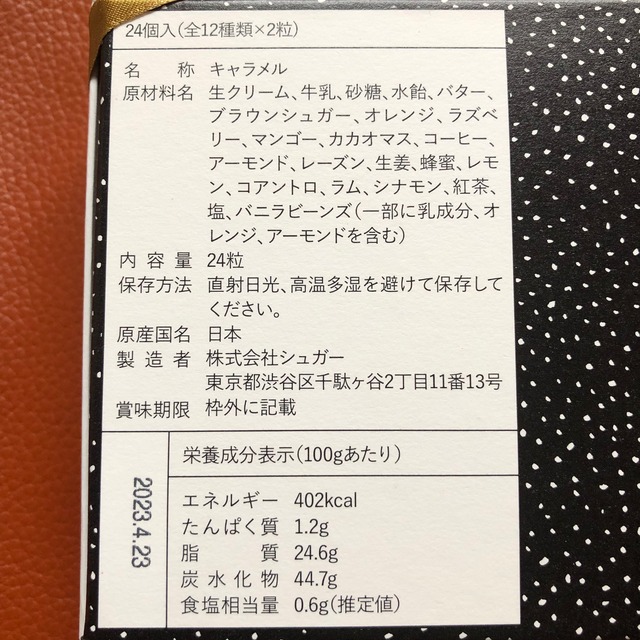 24個入(全12種類×2粒)
名称 キャラメル
原材料名 生クリーム、牛乳、砂糖、水飴、バター、
ブラウンシュガー、オレンジ、ラズベ
リー、マンゴー、カカオマス、コーヒー、
アーモンド、レーズン、生姜、蜂蜜、レモ
ン、コアントロ、ラム、シナモン、紅茶、
塩、バニラビーンズ(一部に乳成分、オ
レンジ、アーモンドを含む)
内容量 24粒
保存方法 直射日光、高温多湿を避けて保存して
ください。
原産国名 日本
製造者 株式会社シュガー
東京都渋谷区千駄ヶ谷2丁目11番13号
賞味期限 枠外に記載
2023.4.23
栄養成分表示(100gあたり)
エネルギー 402kcal
たんぱく質 1.2g
脂質 24.6g
炭水化物 44.7g
食塩相当量 0.6g(推定値)